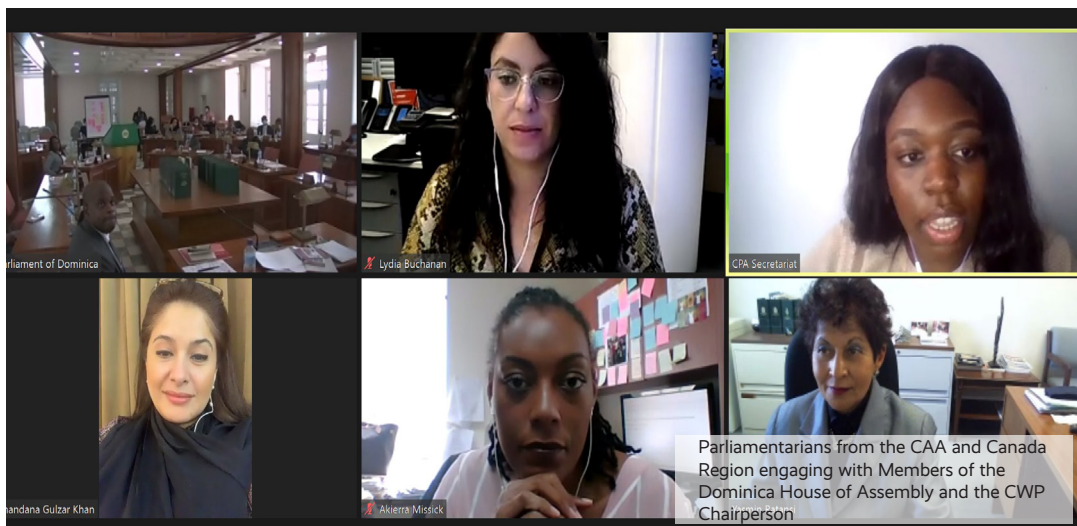 arliament of Dominica
Lydia Buchanan
CPA Secretariat
handana Gulzar Khan
Akierra Missick
Parliamentarians from the CAA and Canada
Region engaging with Members of the
Dominica House of Assembly and the CWP
Chairperson